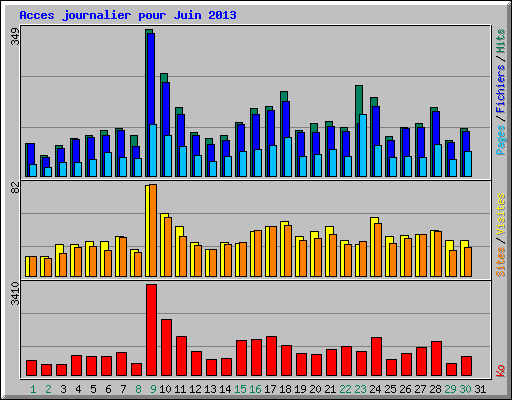 Acces journalier pour Juin 2013
349
Pages / Fichiers / Hits
82
Sites / Visites
3410
Ko
1 2 3 4 5 6 7 8 9 10 11 12 13 14 15 16 17 18 19 20 21 22 23 24 25 26 27 28 29 30 31